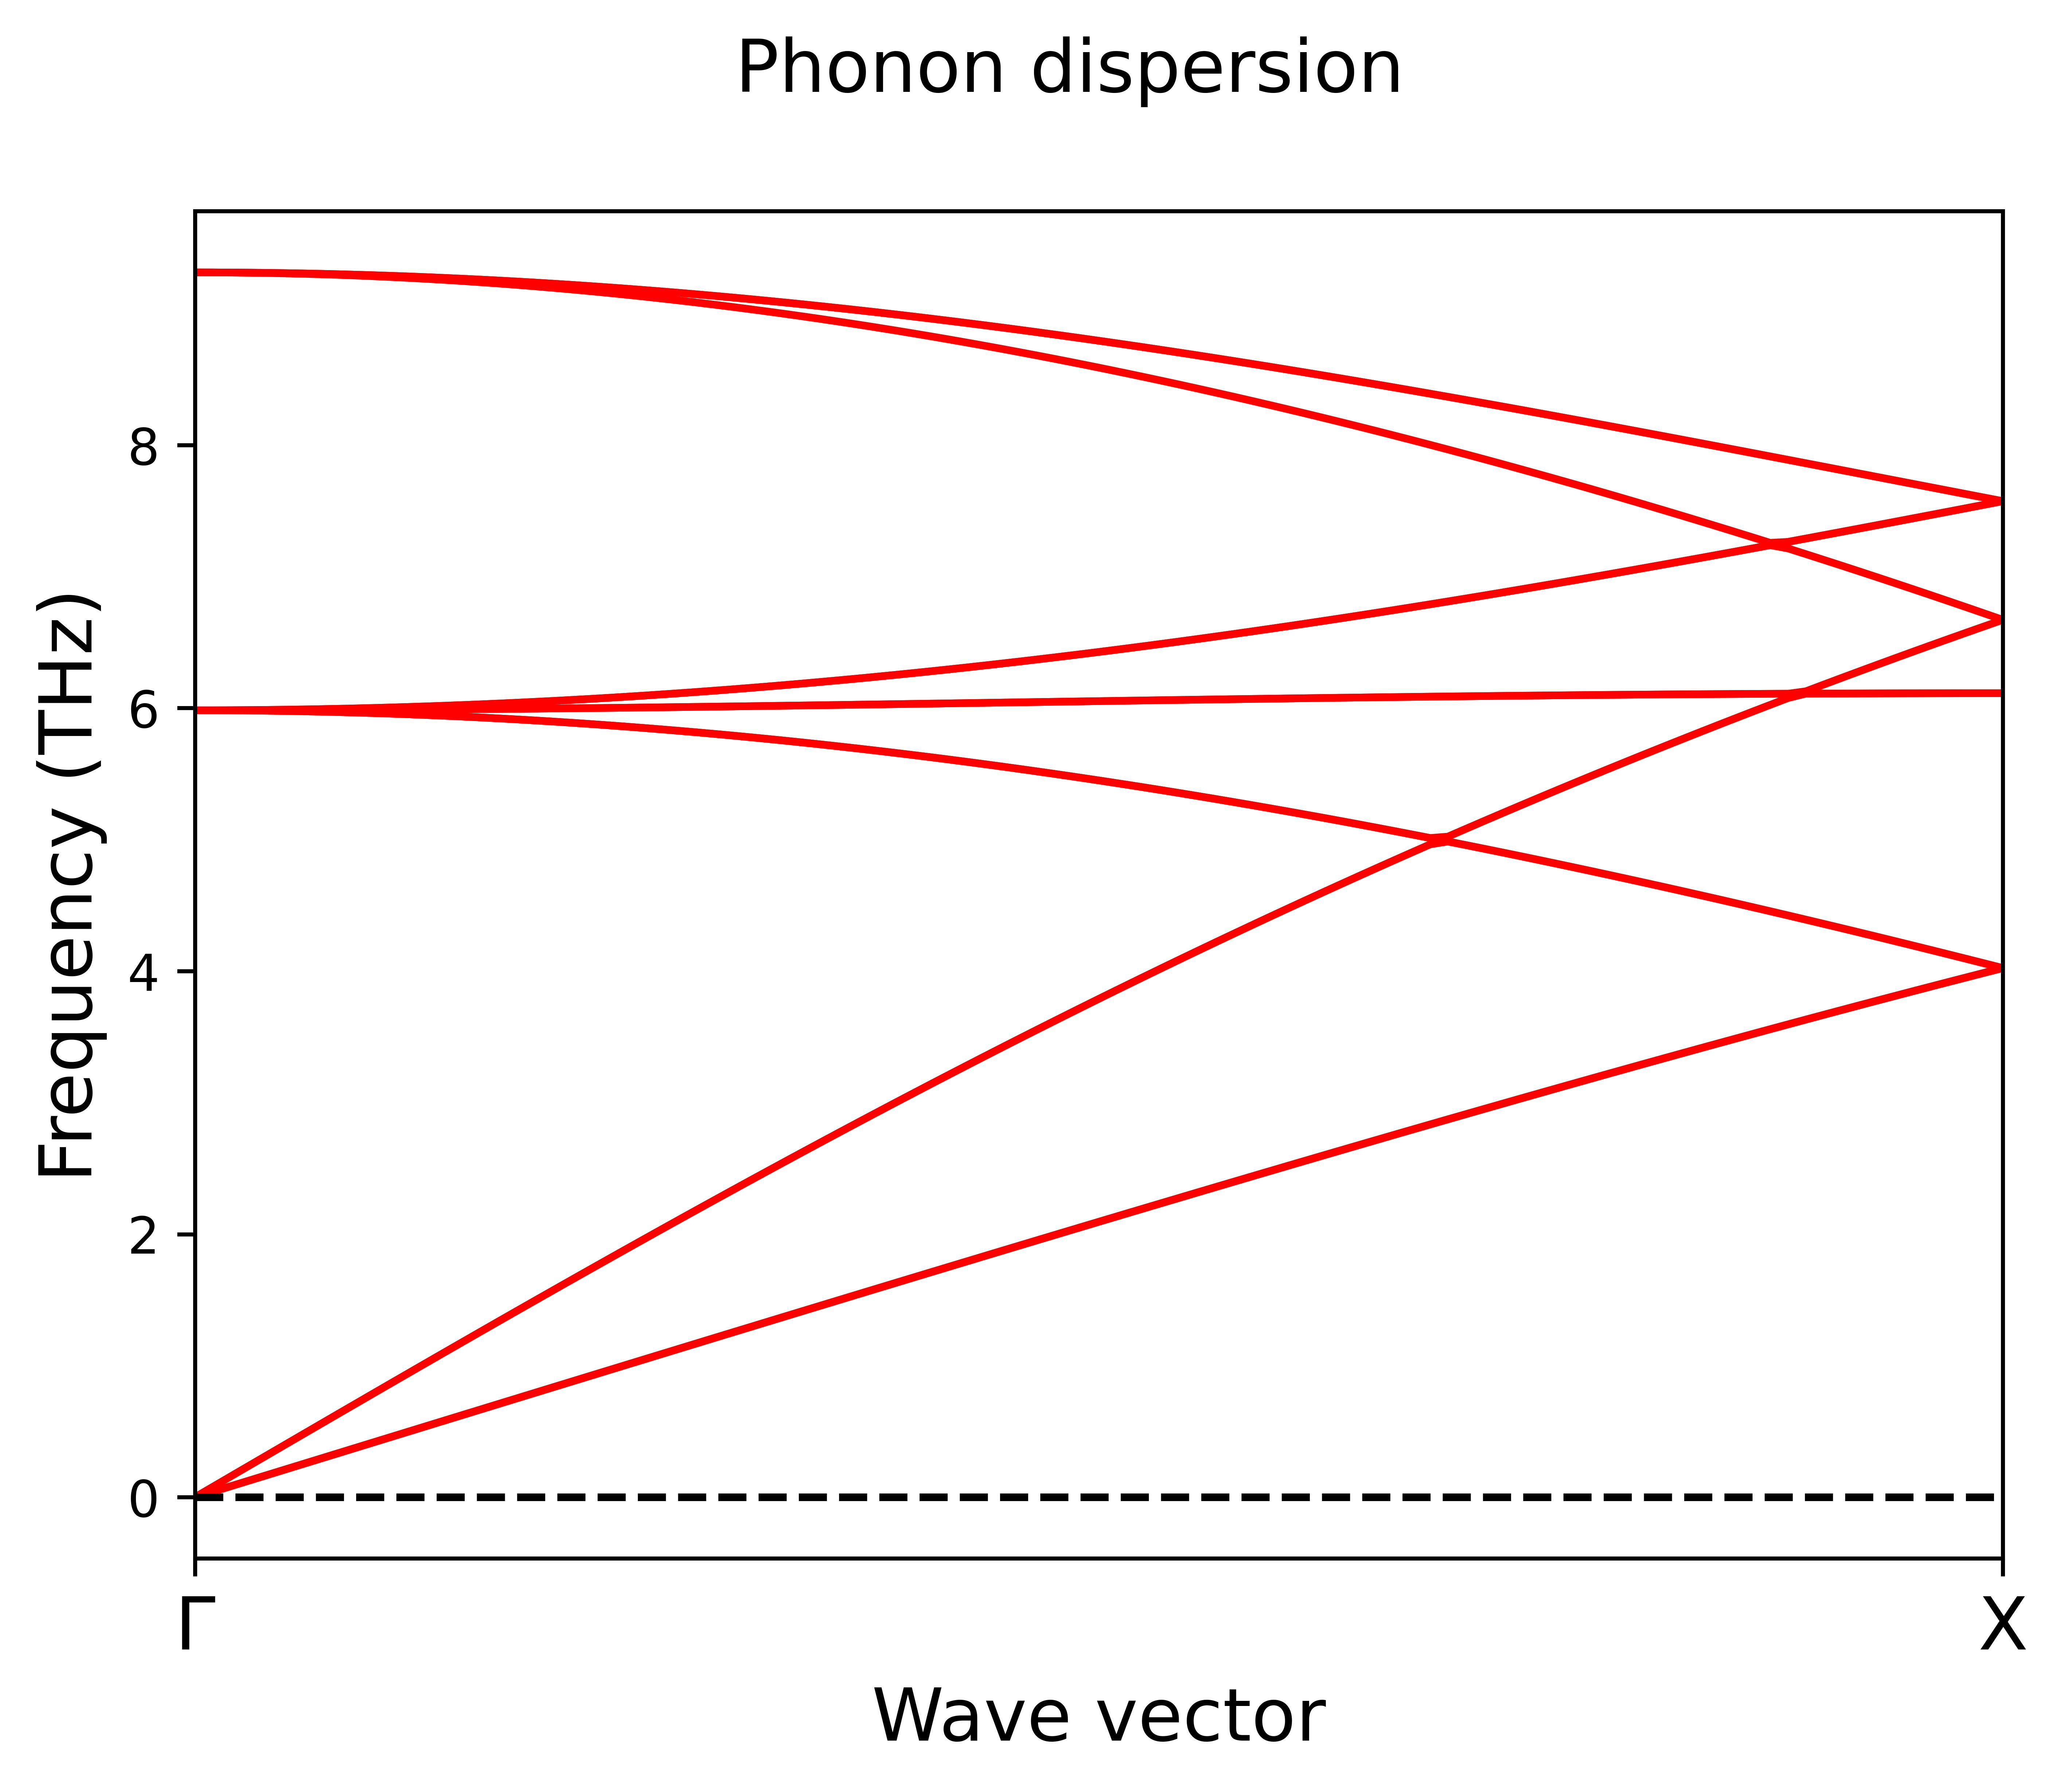 Phonon dispersion
Frequency (THz)
8
6
4
2
0
Γ X
Wave vector